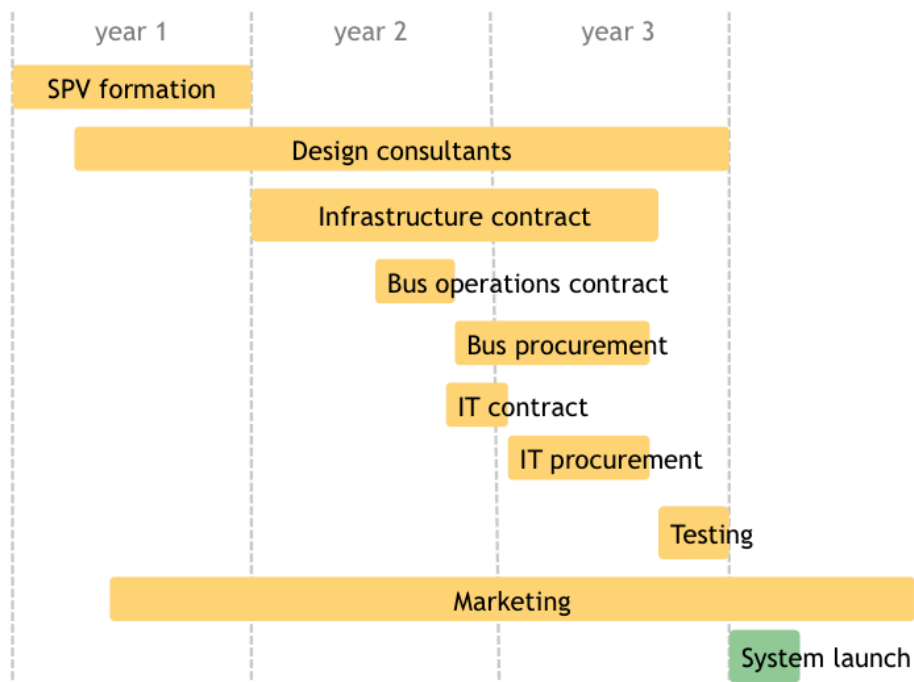 year 1
year 2
year 3
SPV formation
Design consultants
Infrastructure contract
Bus operations contract
Bus procurement
IT contract
IT procurement
Testing
Marketing
System launch